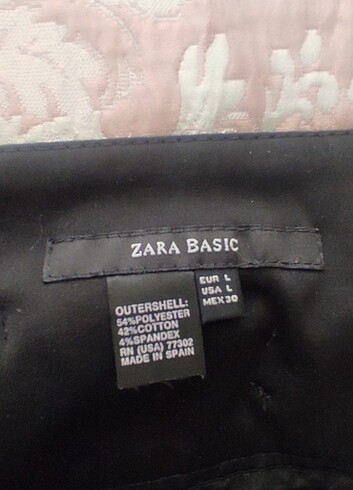 ZARA BASIC
EUR L
USA L
MEX 30
OUTERSHELL:
54%POLYESTER
42%COTTON
4%SPANDEX
RN (USA) 77302
MADE IN SPAIN